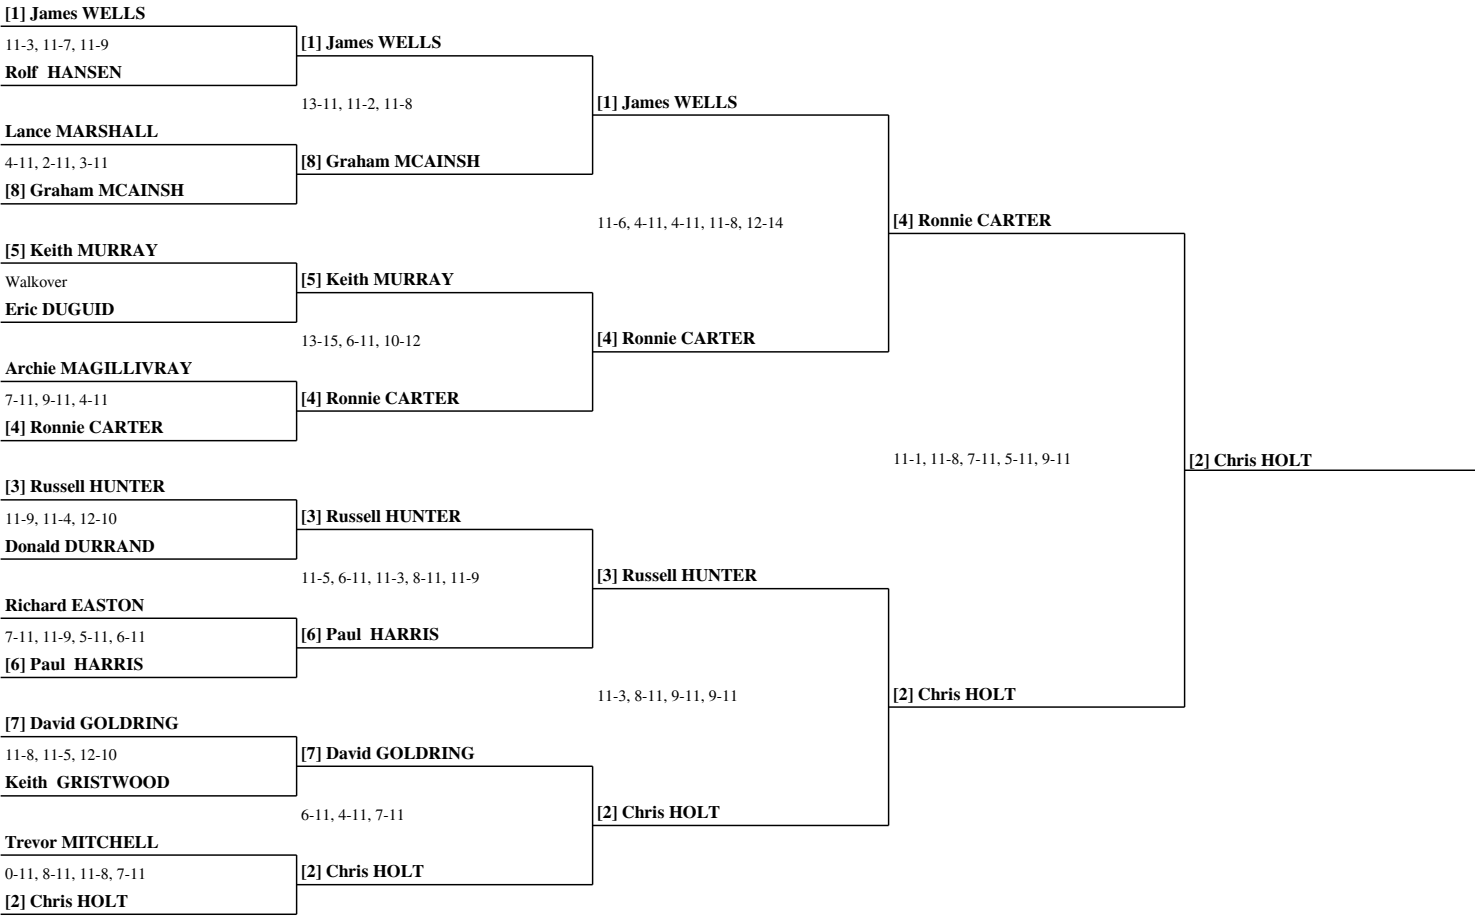 [1] James WELLS
11-3, 11-7, 11-9
Rolf HANSEN
Lance MARSHALL
4-11, 2-11, 3-11
[8] Graham MCAINSH
[5] Keith MURRAY
Walkover
Eric DUGUID
Archie MAGILLIVRAY
7-11, 9-11, 4-11
[4] Ronnie CARTER
[3] Russell HUNTER
11-9, 11-4, 12-10
Donald DURRAND
Richard EASTON
7-11, 11-9, 5-11, 6-11
[6] Paul HARRIS
[7] David GOLDRING
11-8, 11-5, 12-10
Keith GRISTWOOD
Trevor MITCHELL
0-11, 8-11, 11-8, 7-11
[2] Chris HOLT
[1] James WELLS
13-11, 11-2, 11-8
[8] Graham MCAINSH
[5] Keith MURRAY
13-15, 6-11, 10-12
[4] Ronnie CARTER
[3] Russell HUNTER
11-5, 6-11, 11-3, 8-11, 11-9
[6] Paul HARRIS
[7] David GOLDRING
6-11, 4-11, 7-11
[2] Chris HOLT
[1] James WELLS
11-6, 4-11, 4-11, 11-8, 12-14
[4] Ronnie CARTER
[3] Russell HUNTER
11-3, 8-11, 9-11, 9-11
[2] Chris HOLT
[4] Ronnie CARTER
11-1, 11-8, 7-11, 5-11, 9-11
[2] Chris HOLT
[2] Chris HOLT